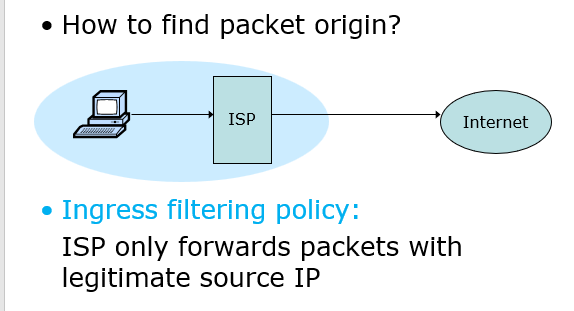 • How to find packet origin?
ISP
Internet
• Ingress filtering policy:
ISP only forwards packets with
legitimate source IP